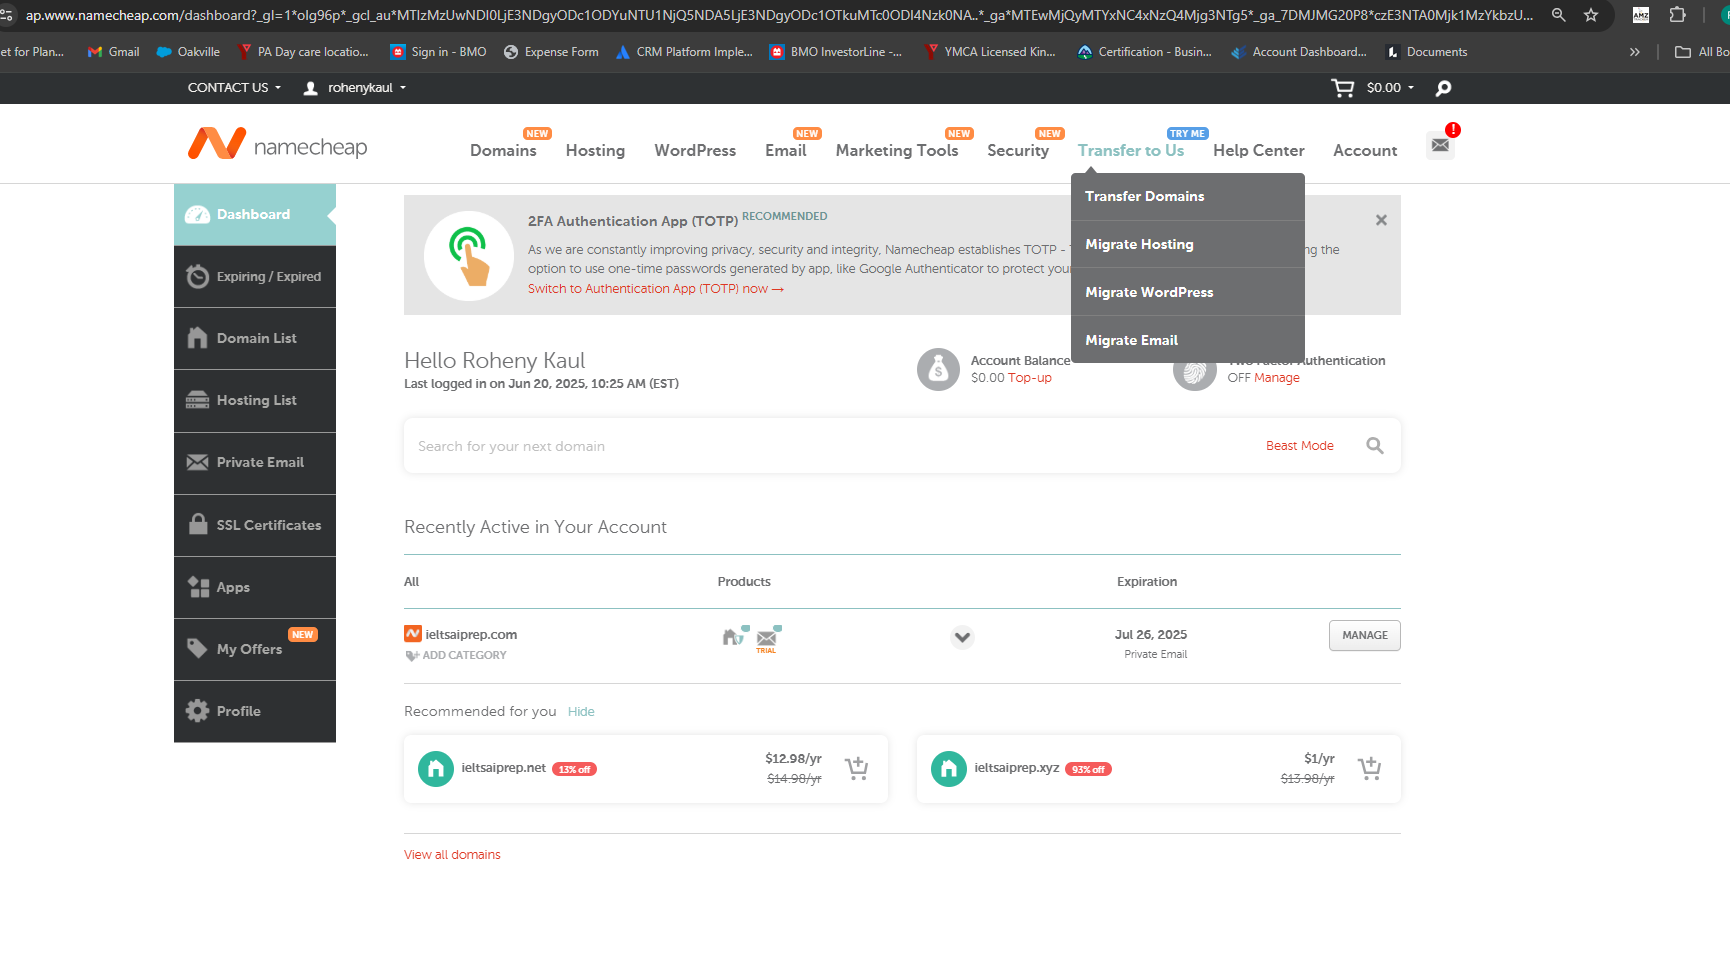 ap.www.namecheap.com/dashboard?_gl=1*olg96p*_gcl_au*
et for Plan... Gmail Oakville PA Day care locatio... Sign in - BMO Expense Form CRM Platform Imple... BMO InvestorLine -... YMCA Licensed Kin... Certification - Busin... Account Dashboard... Documents » All Bo
CONTACT US rohenykaul $0.00
NEW NEW NEW NEW TRY ME
namecheap Domains Hosting WordPress Email Marketing Tools Security Transfer to Us Help Center Account
Transfer Domains
Migrate Hosting
Migrate WordPress
Migrate Email
Dashboard
Expiring / Expired
Domain List
Hosting List
Private Email
SSL Certificates
Apps
NEW
My Offers
Profile
2FA Authentication App (TOTP) RECOMMENDED
As we are constantly improving privacy, security and integrity, Namecheap establishes TOTP - ng the
option to use one-time passwords generated by app, like Google Authenticator to protect you
Switch to Authentication App (TOTP) now →
Hello Roheny Kaul
Last logged in on Jun 20, 2025, 10:25 AM (EST)
Account Balance
$0.00 Top-up
Two Factor Authentication
OFF Manage
Search for your next domain Beast Mode
Recently Active in Your Account
All Products Expiration
ieltsaiprep.com Jul 26, 2025 MANAGE
ADD CATEGORY TRIAL Private Email
Recommended for you Hide
ieltsaiprep.net 13% off $12.98/yr
$14.98/yr
ieltsaiprep.xyz 93% off $1/yr
$13.98/yr
View all domains